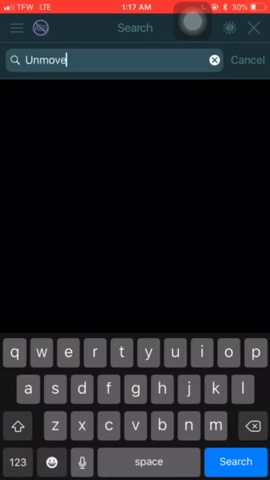 TFW LTE 1:17 AM 30%
Search
Unmove Cancel
q w e r t y u i o p
a s d f g h j k l
z x c v b n m
123 space Search